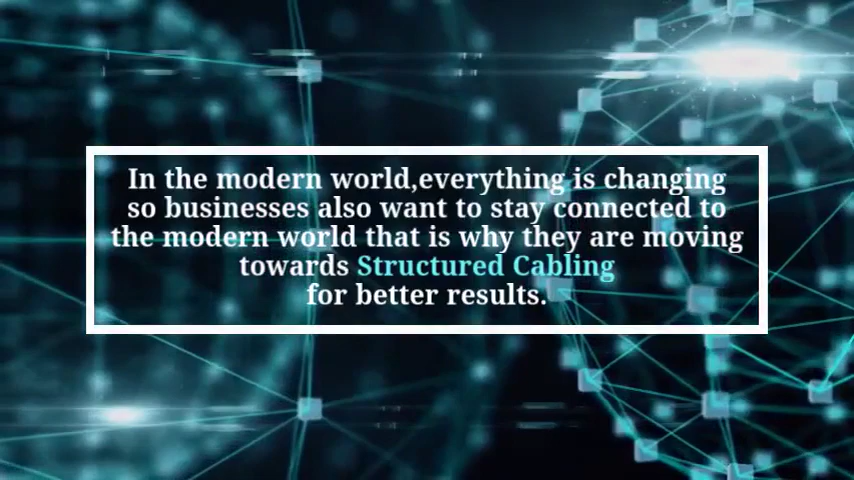 In the modern world,everything is changing
so businesses also want to stay connected to
the modern world that is why they are moving
towards Structured Cabling
for better results.